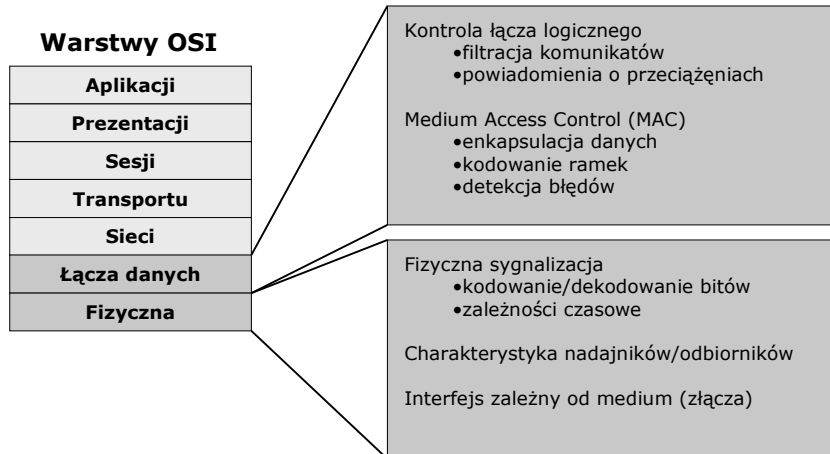 Warstwy OSI
Aplikacji
Prezentacji
Sesji
Transportu
Sieci
Łącza danych
Fizyczna
Kontrola łącza logicznego
•filtracja komunikatów
•powiadomienia o przeciążęniach
Medium Access Control (MAC)
•enkapsulacja danych
•kodowanie ramek
•detekcja błędów
Fizyczna sygnalizacja
•kodowanie/dekodowanie bitów
•zależności czasowe
Charakterystyka nadajników/odbiorników
Interfejs zależny od medium (złącza)